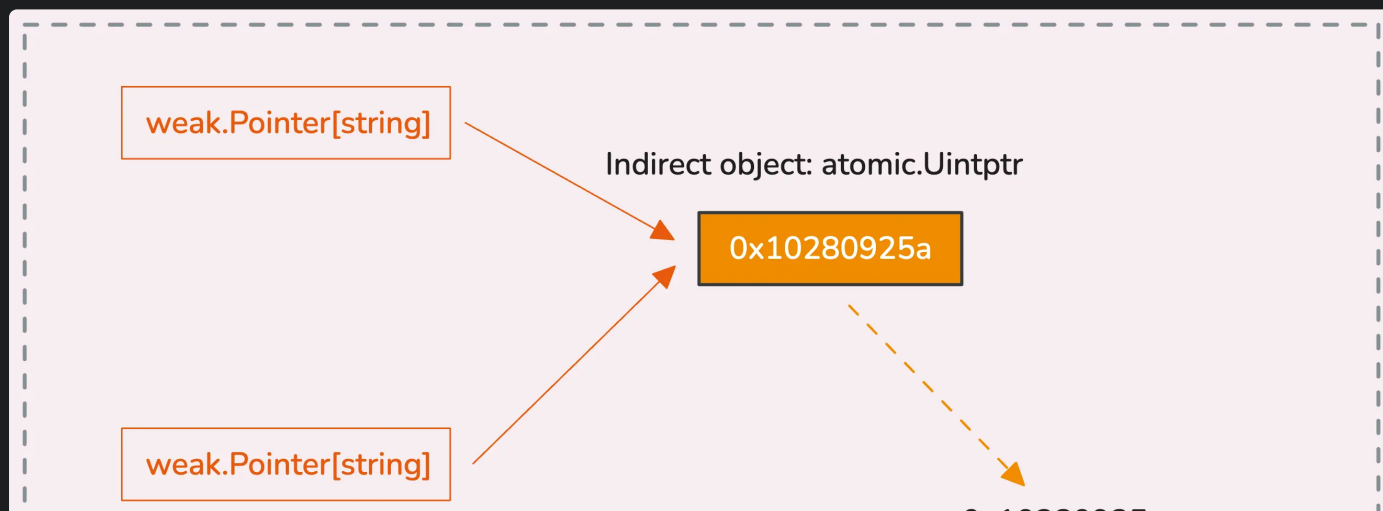 weak.Pointer[string]
Indirect object: atomic.Uintptr
0x10280925a
weak.Pointer[string]